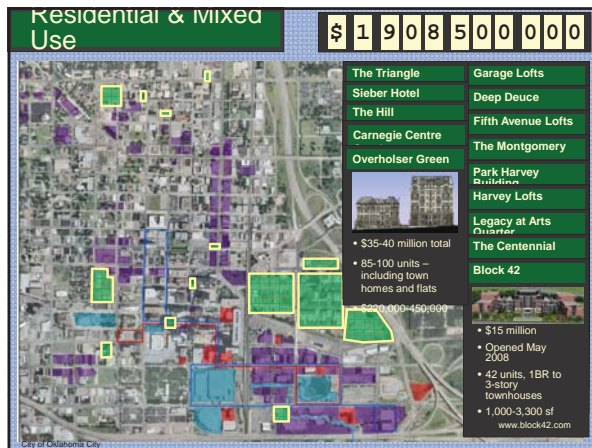 Residential & Mixed
Use
$ 1 9 0 8 5 0 0 0 0 0
The Triangle
Sieber Hotel
The Hill
Carnegie Centre
Overholser Green
• $35-40 million total
• 85-100 units –
including town
homes and flats
• $220,000-450,000
Garage Lofts
Deep Deuce
Fifth Avenue Lofts
The Montgomery
Park Harvey
Building
Harvey Lofts
Legacy at Arts
Quarter
The Centennial
Block 42
• $15 million
• Opened May
2008
• 42 units, 1BR to
3-story
townhouses
• 1,000-3,300 sf
www.block42.com
City of Oklahoma City